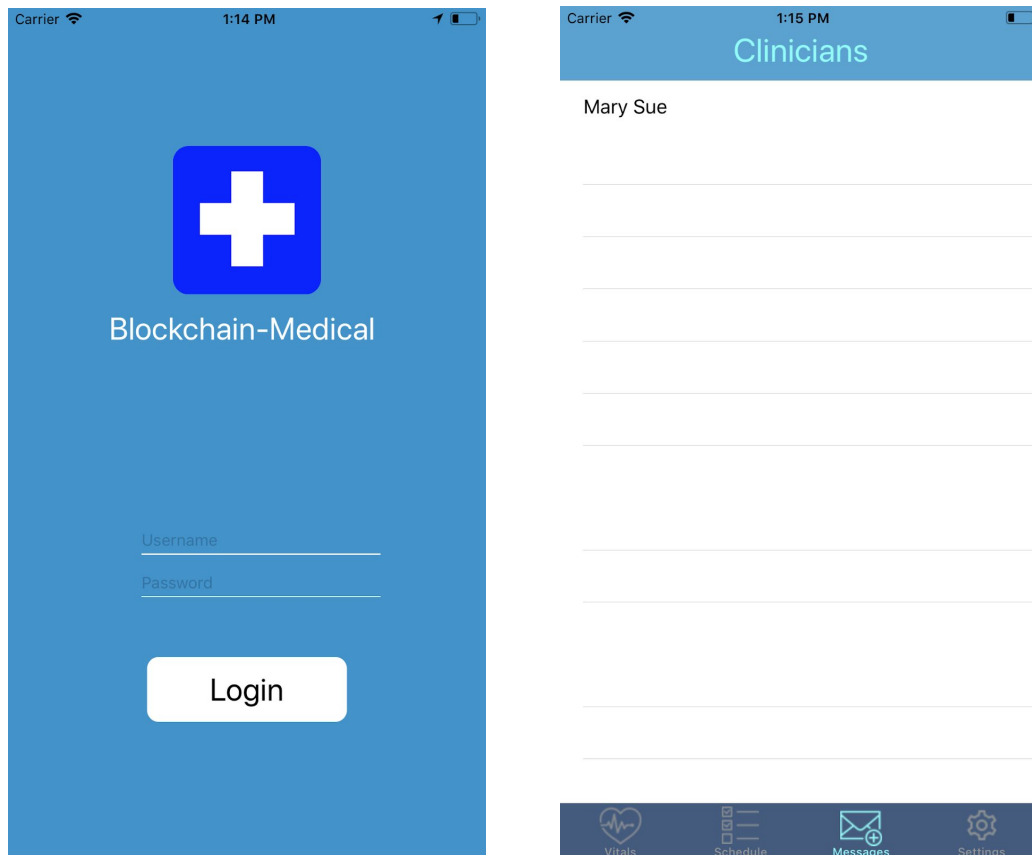 Carrier 1:14 PM
Blockchain-Medical
Username
Password
Login
Carrier 1:15 PM
Clinicians
Mary Sue
Vitals Schedule Messages Settings